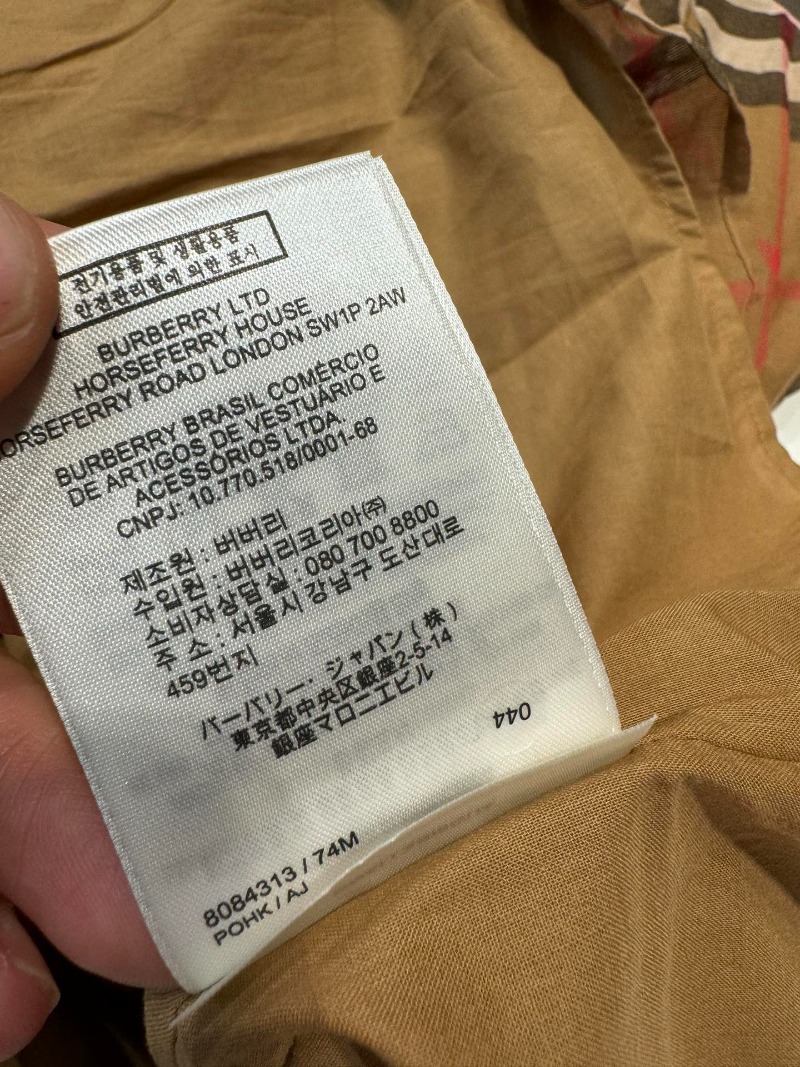 전기용품 및 생활용품
안전관리법에 의한 표시
BURBERRY LTD
HORSEFERRY HOUSE
ORSEFERRY ROAD LONDON SW1P 2AW
BURBERRY BRASIL COMÉRCIO
DE ARTIGOS DE VESTUÁRIO E
ACESSÓRIOS LTDA
CNPJ: 10.770.518/0001-68
제조원 : 버버리
수입원 : 버버리코리아㈜
소비자상담실 : 080 700 8800
주 소 : 서울시 강남구 도산대로
459번지
バーバリー・ジャパン(株)
東京都中央区銀座2-5-14
銀座マロニエビル
044
8084313 / 74M
POHK / AJ